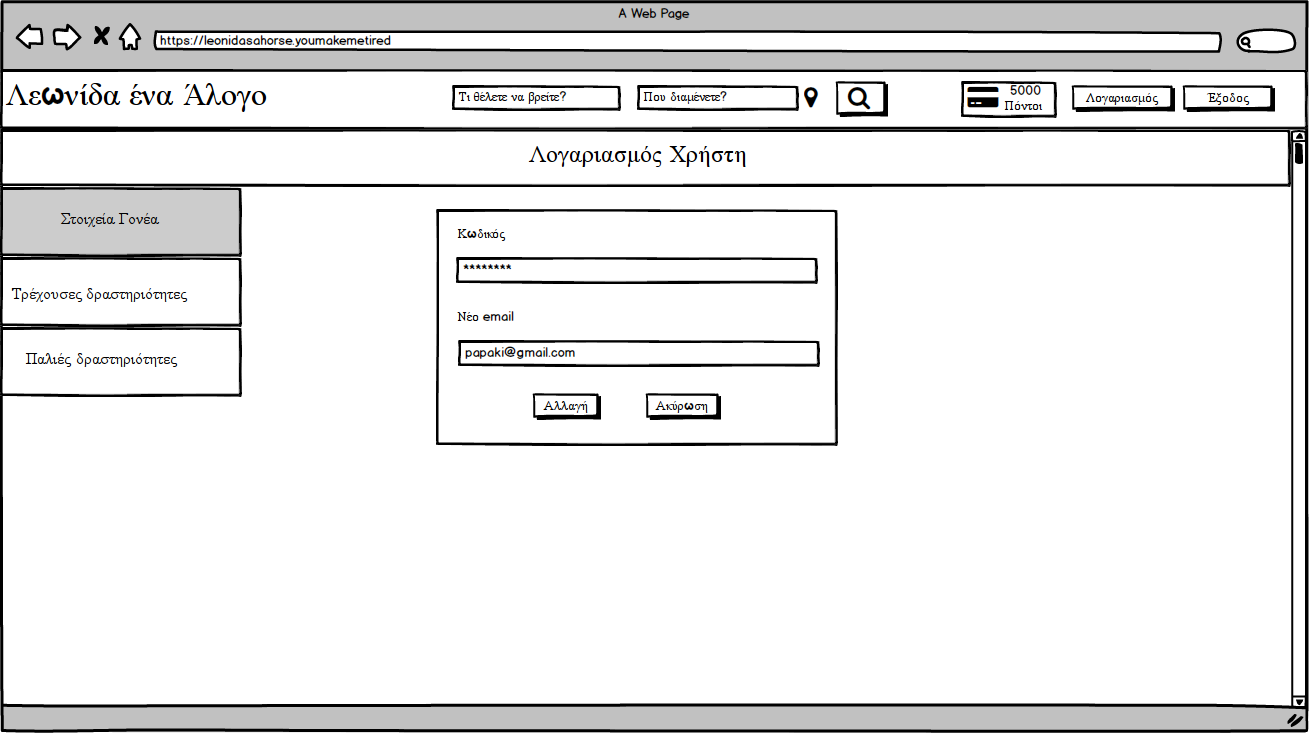 A Web Page
https://leonidasahorse.youmakemetired
Λεωνίδα ένα Άλογο
Τι θέλετε να βρείτε?
Που διαμένετε?
5000
Πόντοι
Λογαριασμός
Έξοδος
Λογαριασμός Χρήστη
Στοιχεία Γονέα
Τρέχουσες δραστηριότητες
Παλιές δραστηριότητες
Κωδικός
********
Νέο email
papaki@gmail.com
Αλλαγή
Ακύρωση